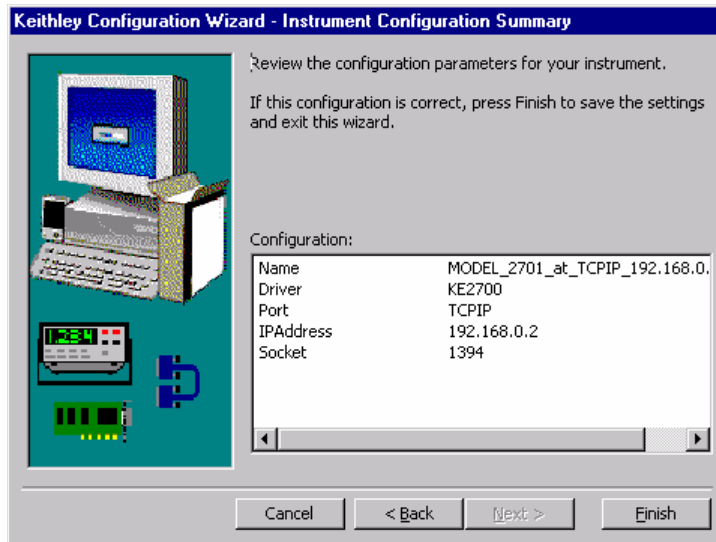 Keithley Configuration Wizard - Instrument Configuration Summary
Review the configuration parameters for your instrument.
If this configuration is correct, press Finish to save the settings
and exit this wizard.
Configuration:
Name MODEL_2701_at_TCPIP_192.168.0.
Driver KE2700
Port TCPIP
IPAddress 192.168.0.2
Socket 1394
1.234
Cancel < Back Next > Finish